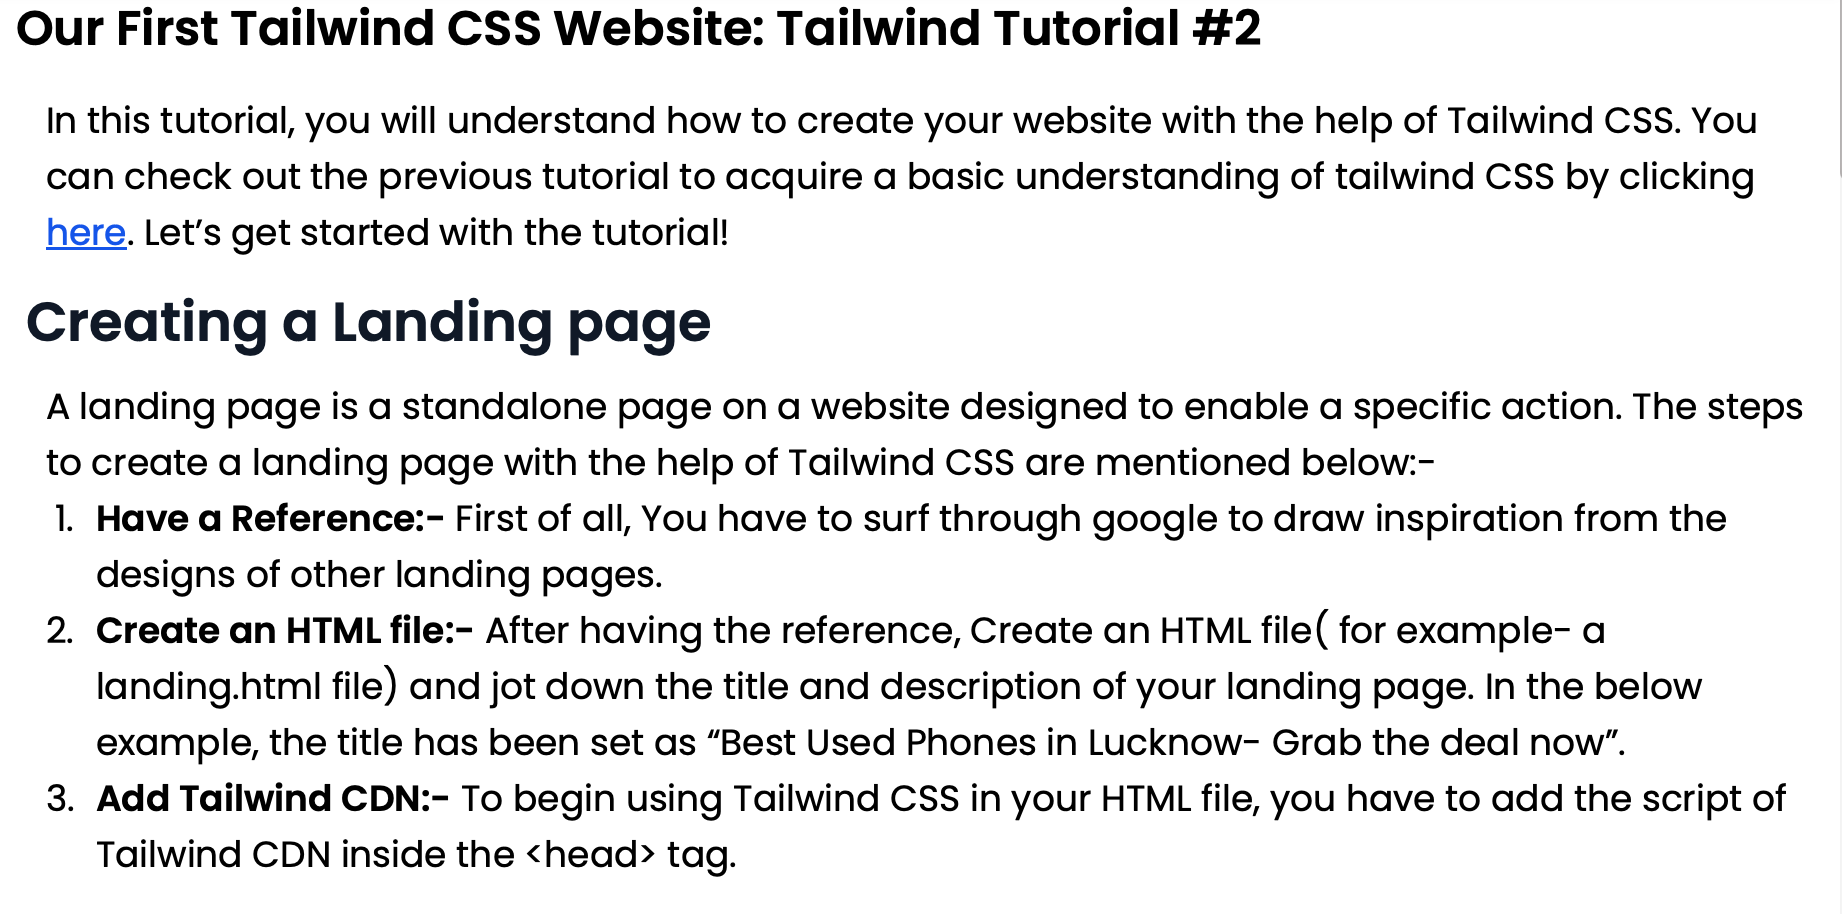 Our First Tailwind CSS Website: Tailwind Tutorial #2
In this tutorial, you will understand how to create your website with the help of Tailwind CSS. You
can check out the previous tutorial to acquire a basic understanding of tailwind CSS by clicking
here. Let’s get started with the tutorial!
Creating a Landing page
A landing page is a standalone page on a website designed to enable a specific action. The steps
to create a landing page with the help of Tailwind CSS are mentioned below:-
1. Have a Reference:- First of all, You have to surf through google to draw inspiration from the
designs of other landing pages.
2. Create an HTML file:- After having the reference, Create an HTML file( for example- a
landing.html file) and jot down the title and description of your landing page. In the below
example, the title has been set as “Best Used Phones in Lucknow- Grab the deal now”.
3. Add Tailwind CDN:- To begin using Tailwind CSS in your HTML file, you have to add the script of
Tailwind CDN inside the <head> tag.